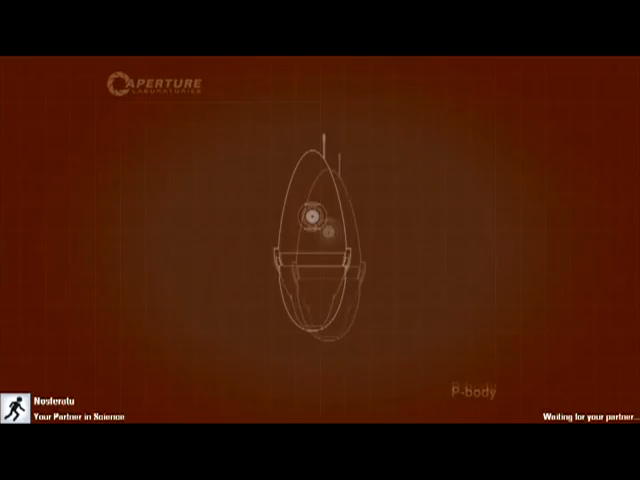 APERTURE
LABORATORIES
P-body
Nosferatu
Your Partner in Science
Waiting for your partner...